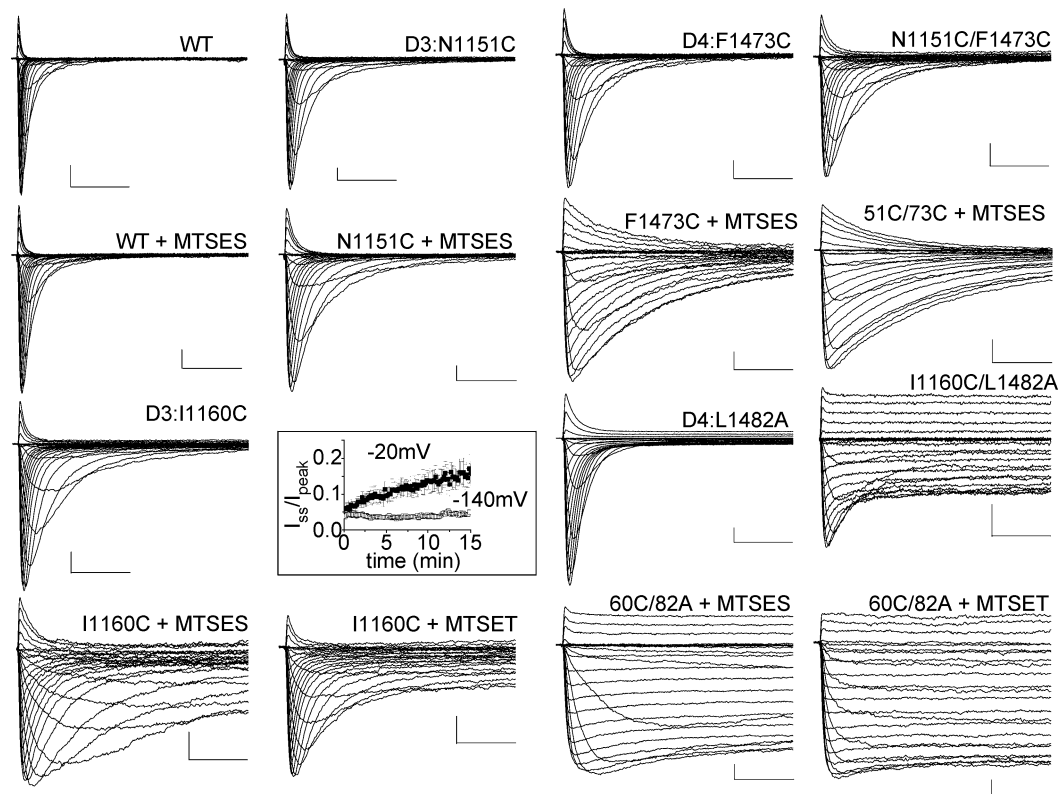 WT
D3:N1151C
D4:F1473C
N1151C/F1473C
WT + MTSES
N1151C + MTSES
F1473C + MTSES
51C/73C + MTSES
D3:I1160C
D4:L1482A
I1160C/L1482A
-20mV
-140mV
Iss/Ipeak
0.2
0.1
0.0
0 5 10 15
time (min)
I1160C + MTSES
I1160C + MTSET
60C/82A + MTSES
60C/82A + MTSET